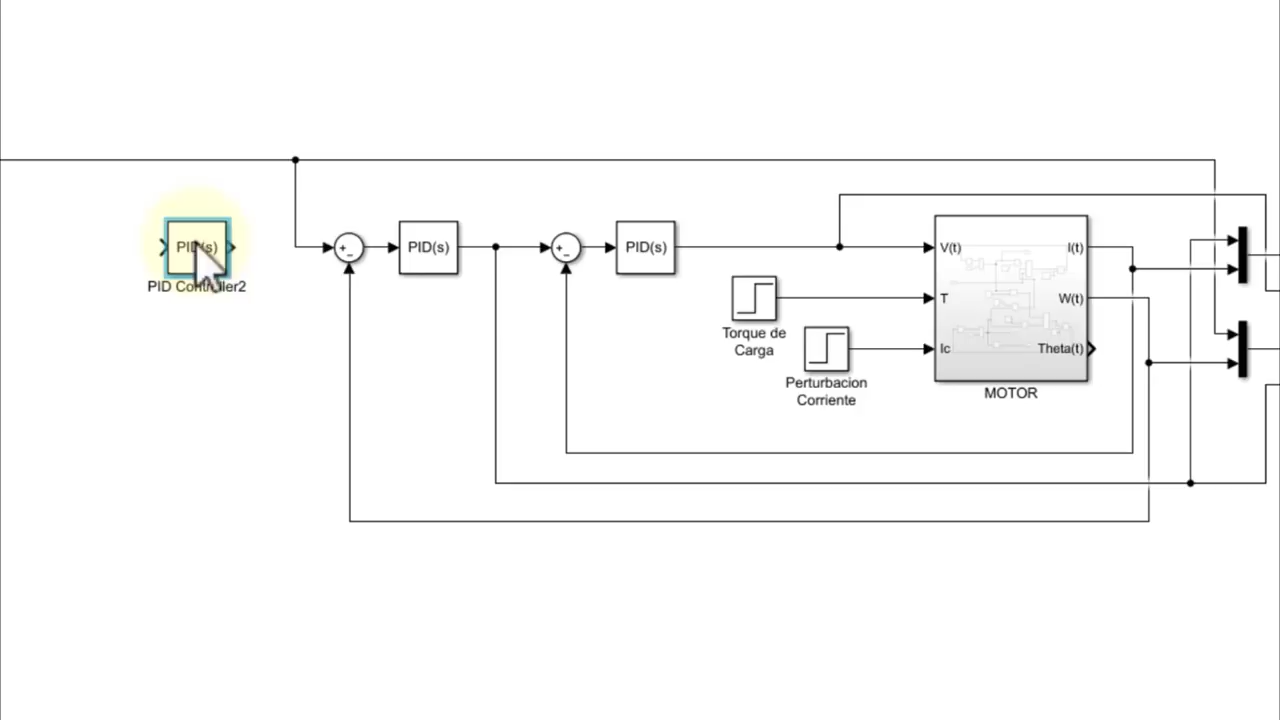 PID(s)
PID Controller2
+
_
PID(s)
+
_
PID(s)
V(t)
T
Ic
I(t)
W(t)
Theta(t)
MOTOR
Torque de
Carga
Perturbacion
Corriente